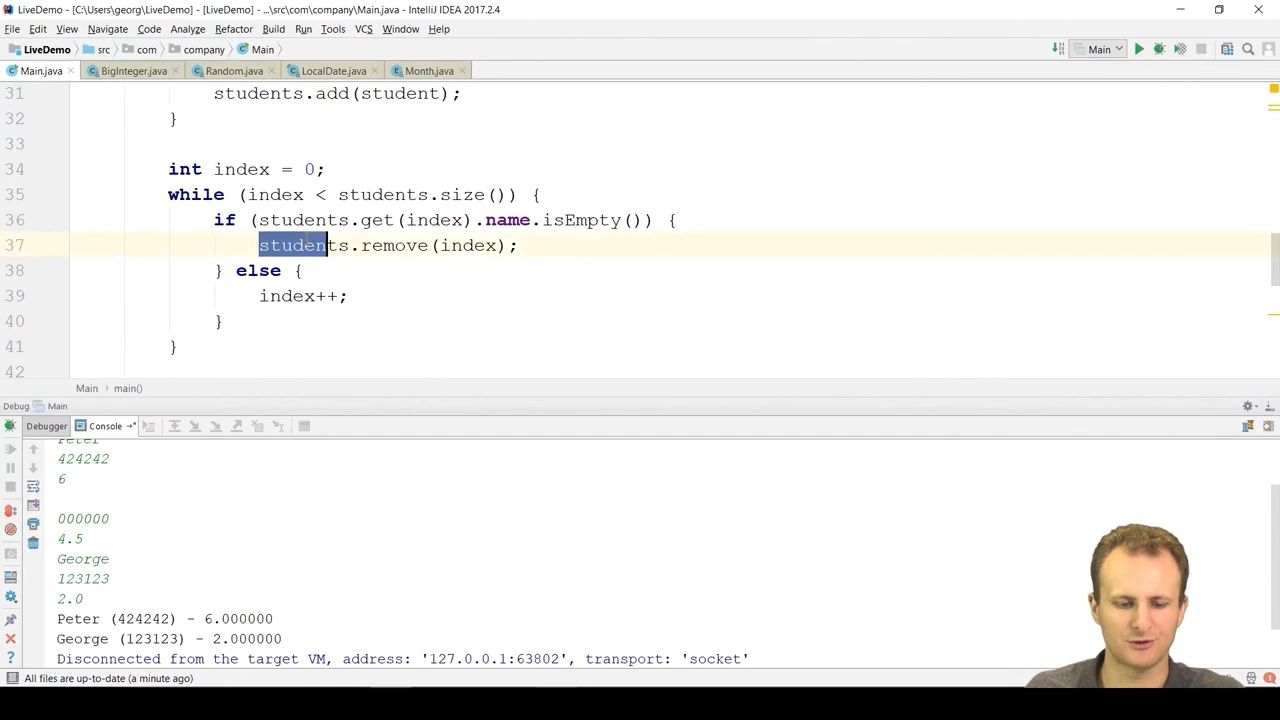 LiveDemo - [C:\Users\georg\LiveDemo] - [LiveDemo] - ...\src\com\company\Main.java - IntelliJ IDEA 2017.2.4
File Edit View Navigate Code Analyze Refactor Build Run Tools VCS Window Help
LiveDemo src com company Main Main
Main.java BigInteger.java Random.java LocalDate.java Month.java
31 students.add(student);
32 }
33
34 int index = 0;
35 while (index < students.size()) {
36 if (students.get(index).name.isEmpty()) {
37 students.remove(index);
38 } else {
39 index++;
40 }
41 }
42
Main › main()
Debug Main
Debugger Console
Peter
424242
6
000000
4.5
George
123123
2.0
Peter (424242) - 6.000000
George (123123) - 2.000000
Disconnected from the target VM, address: '127.0.0.1:63802', transport: 'socket'
All files are up-to-date (a minute ago)